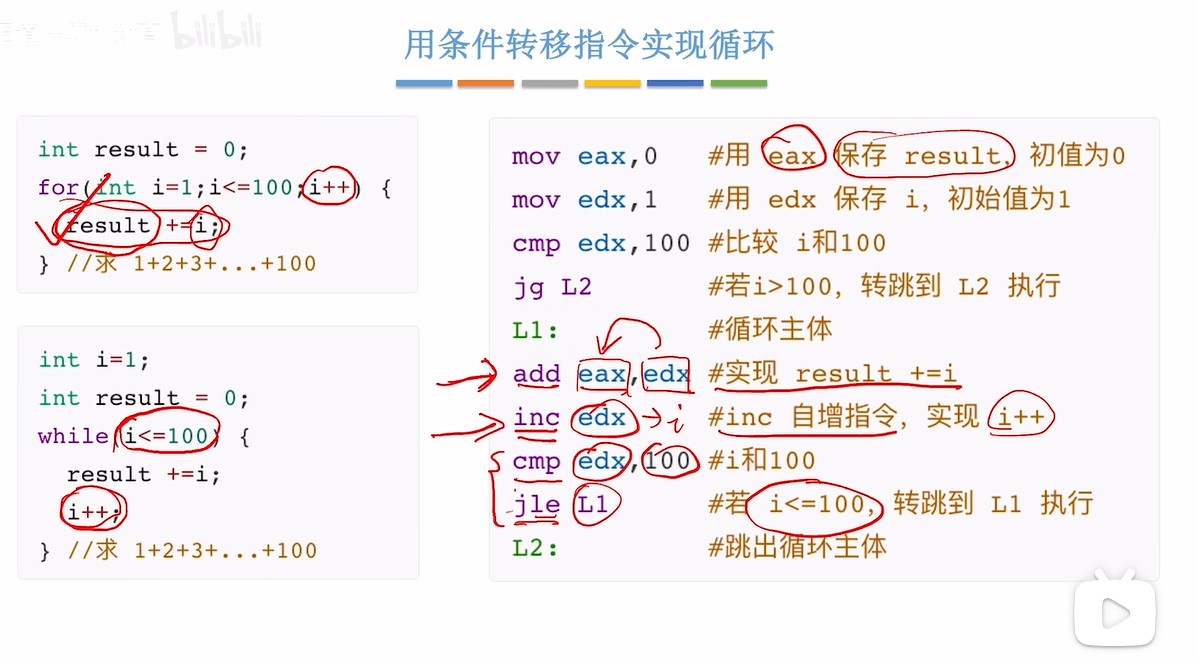 bilibili
用条件转移指令实现循环
int result = 0;
for(int i=1;i<=100;i++) {
result +=i;
} //求 1+2+3+...+100
int i=1;
int result = 0;
while(i<=100) {
result +=i;
i++;
} //求 1+2+3+...+100
mov eax,0 #用 eax 保存 result，初值为0
mov edx,1 #用 edx 保存 i，初始值为1
cmp edx,100 #比较 i和100
jg L2 #若i>100，转跳到 L2 执行
L1: #循环主体
add eax,edx #实现 result +=i
inc edx →i #inc 自增指令，实现 i++
cmp edx,100 #i和100
jle L1 #若 i<=100，转跳到 L1 执行
L2: #跳出循环主体